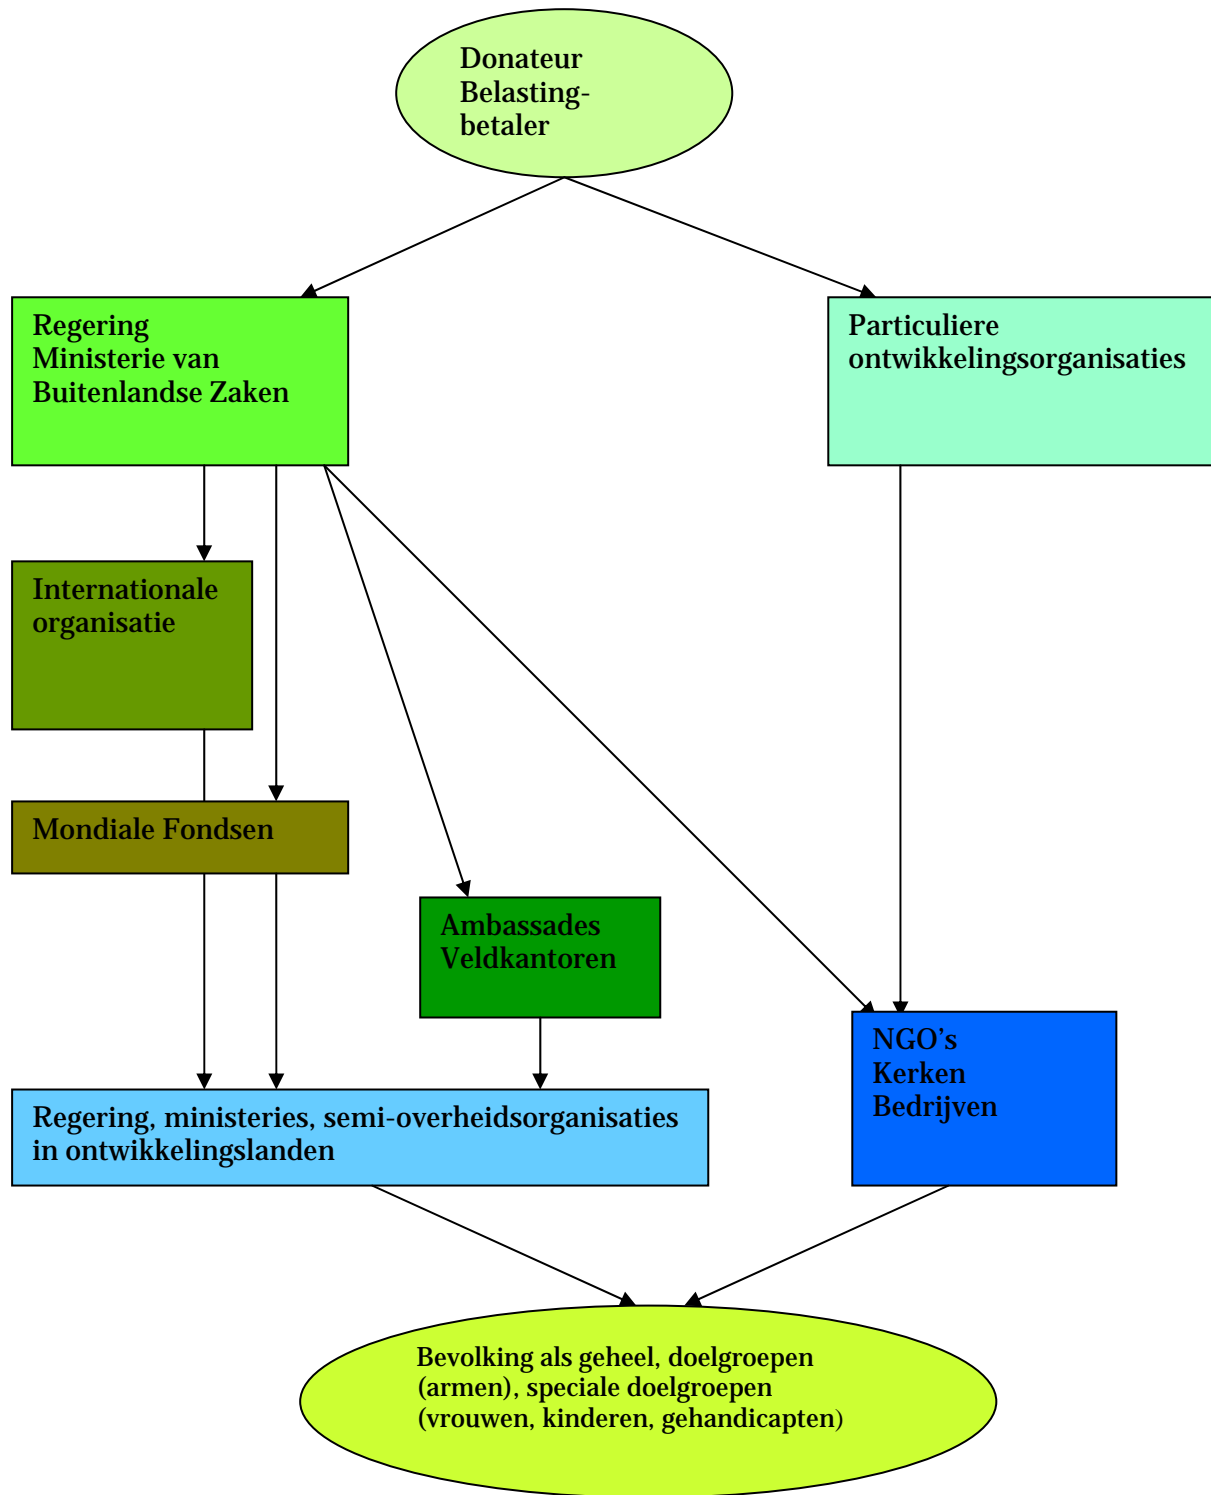 Donateur
Belasting-
betaler
Regering
Ministerie van
Buitenlandse Zaken
Particuliere
ontwikkelingsorganisaties
Internationale
organisatie
Mondiale Fondsen
Ambassades
Veldkantoren
NGO’s
Kerken
Bedrijven
Regering, ministeries, semi-overheidsorganisaties
in ontwikkelingslanden
Bevolking als geheel, doelgroepen
(armen), speciale doelgroepen
(vrouwen, kinderen, gehandicapten)